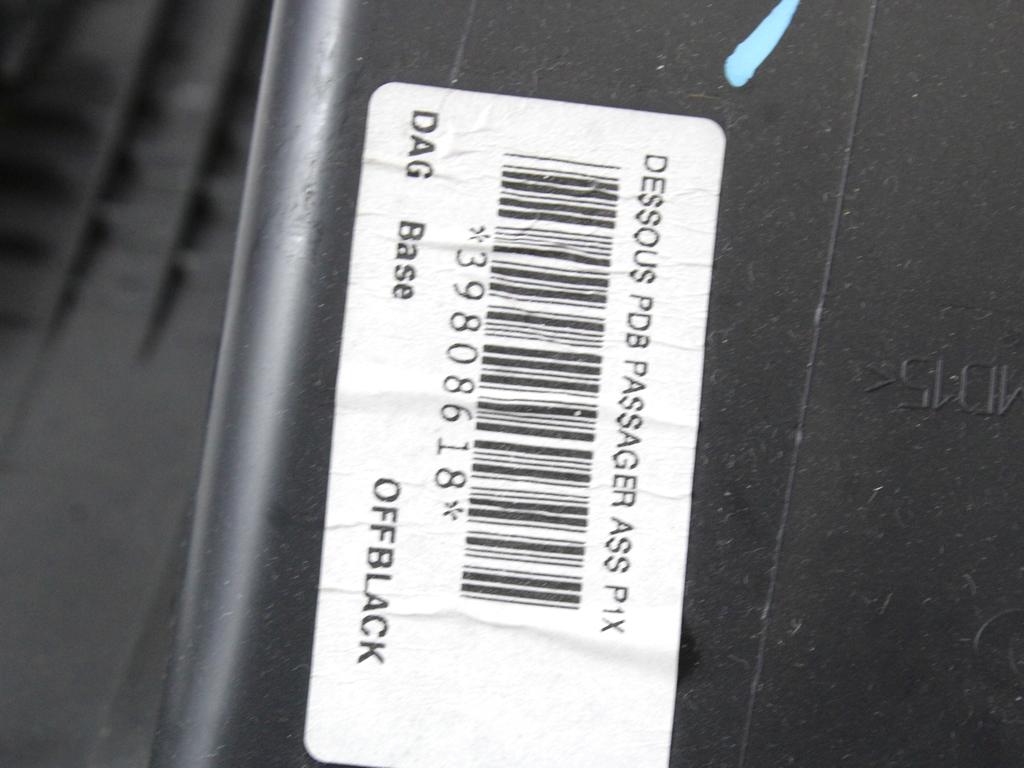 DESSOUS PDB PASSAGER ASS P1X
*39808618*
DAG Base
OFFBLACK